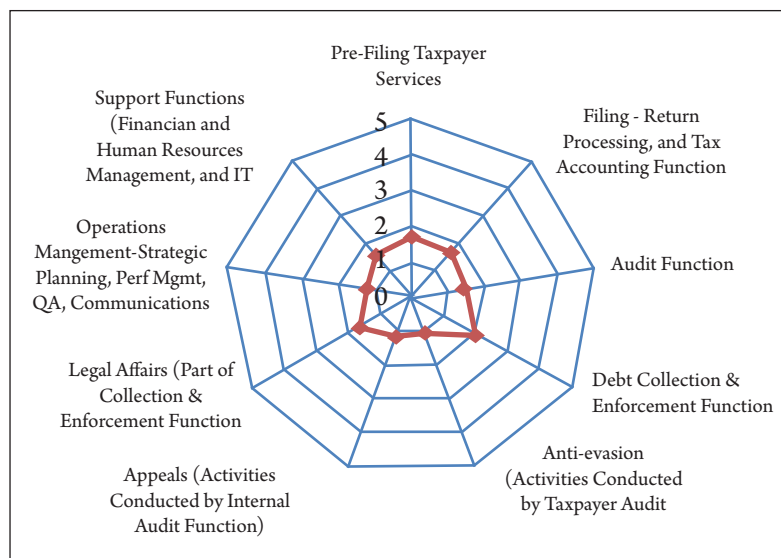 Pre-Filing Taxpayer
Services
Filing - Return
Processing, and Tax
Accounting Function
Audit Function
Debt Collection &
Enforcement Function
Anti-evasion
(Activities Conducted
by Taxpayer Audit
Appeals (Activities
Conducted by Internal
Audit Function)
Legal Affairs (Part of
Collection &
Enforcement Function
Operations
Mangement-Strategic
Planning, Perf Mgmt,
QA, Communications
Support Functions
(Financian and
Human Resources
Management, and IT
5
4
3
2
1
0